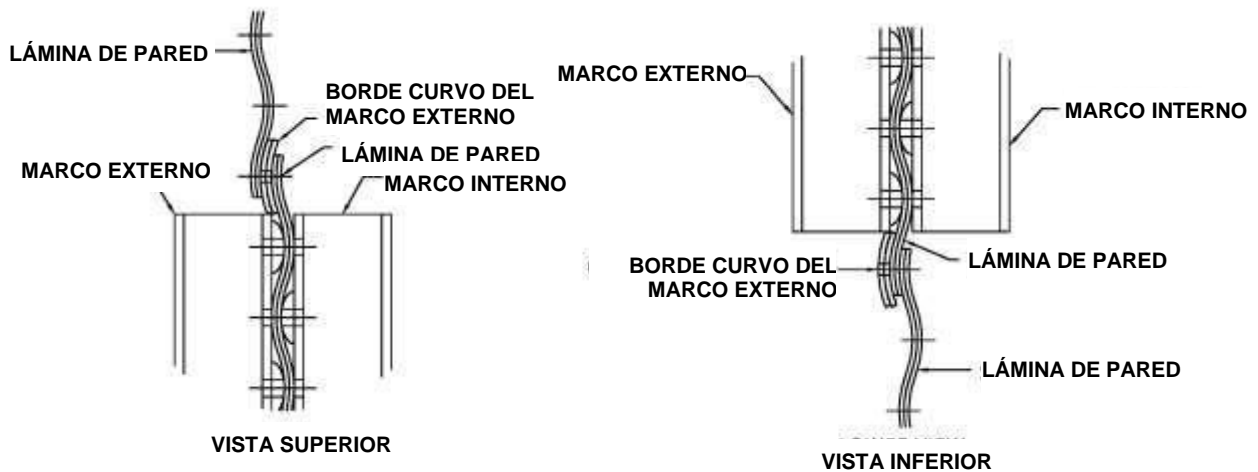 LÁMINA DE PARED
BORDE CURVO DEL
MARCO EXTERNO
LÁMINA DE PARED
MARCO EXTERNO
MARCO INTERNO
VISTA SUPERIOR
MARCO EXTERNO
MARCO INTERNO
LÁMINA DE PARED
BORDE CURVO DEL
MARCO EXTERNO
LÁMINA DE PARED
VISTA INFERIOR